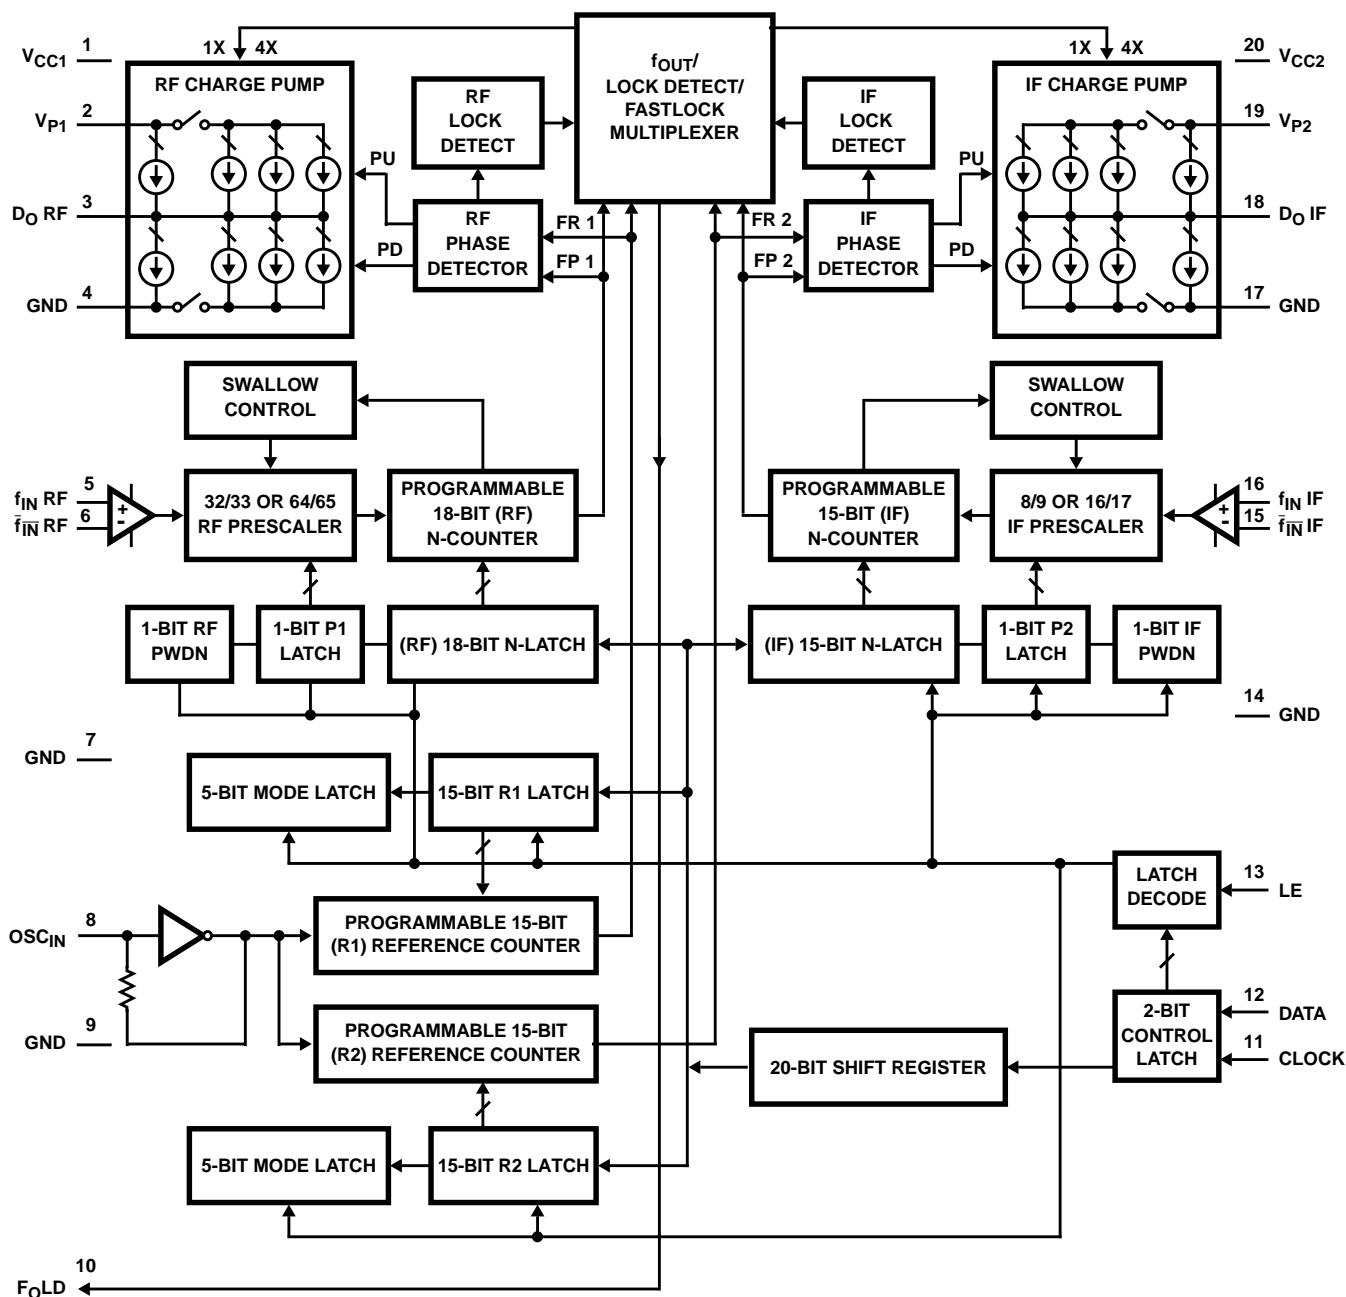 1
V_CC1
2
V_P1
3
D_O RF
4
GND
1X 4X
RF CHARGE PUMP
PU
PD
RF
LOCK
DETECT
RF
PHASE
DETECTOR
FR 1
FP 1
f_OUT/
LOCK DETECT/
FASTLOCK
MULTIPLEXER
IF
LOCK
DETECT
FR 2
FP 2
IF
PHASE
DETECTOR
PU
PD
1X 4X
IF CHARGE PUMP
20
V_CC2
19
V_P2
18
D_O IF
17
GND
SWALLOW
CONTROL
5
f_IN RF
6
f̅_I̅N̅ RF
+
-
32/33 OR 64/65
RF PRESCALER
PROGRAMMABLE
18-BIT (RF)
N-COUNTER
PROGRAMMABLE
15-BIT (IF)
N-COUNTER
SWALLOW
CONTROL
8/9 OR 16/17
IF PRESCALER
+
-
16
f_IN IF
15
f̅_I̅N̅ IF
1-BIT RF
PWDN
1-BIT P1
LATCH
(RF) 18-BIT N-LATCH
(IF) 15-BIT N-LATCH
1-BIT P2
LATCH
1-BIT IF
PWDN
14
GND
7
GND
5-BIT MODE LATCH
15-BIT R1 LATCH
LATCH
DECODE
13
LE
8
OSC_IN
PROGRAMMABLE 15-BIT
(R1) REFERENCE COUNTER
9
GND
PROGRAMMABLE 15-BIT
(R2) REFERENCE COUNTER
2-BIT
CONTROL
LATCH
12
DATA
11
CLOCK
20-BIT SHIFT REGISTER
5-BIT MODE LATCH
15-BIT R2 LATCH
10
F_OLD